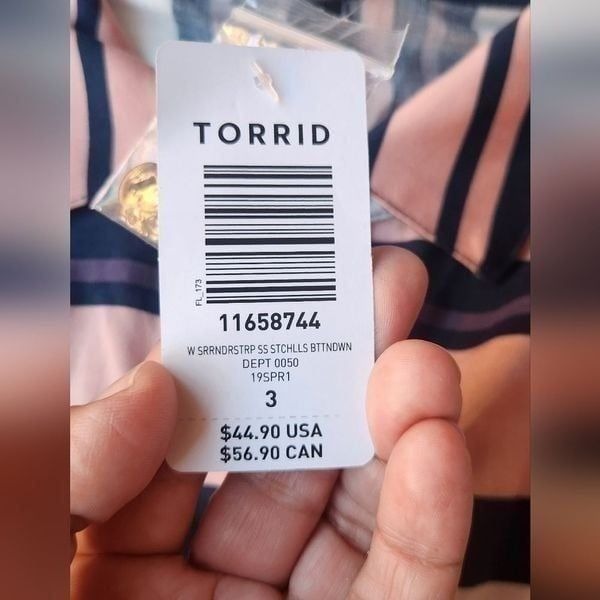 TORRID
FL_173
11658744
W SRRNDRSTRP SS STCHLLS BTTNDWN
DEPT 0050
19SPR1
3
$44.90 USA
$56.90 CAN